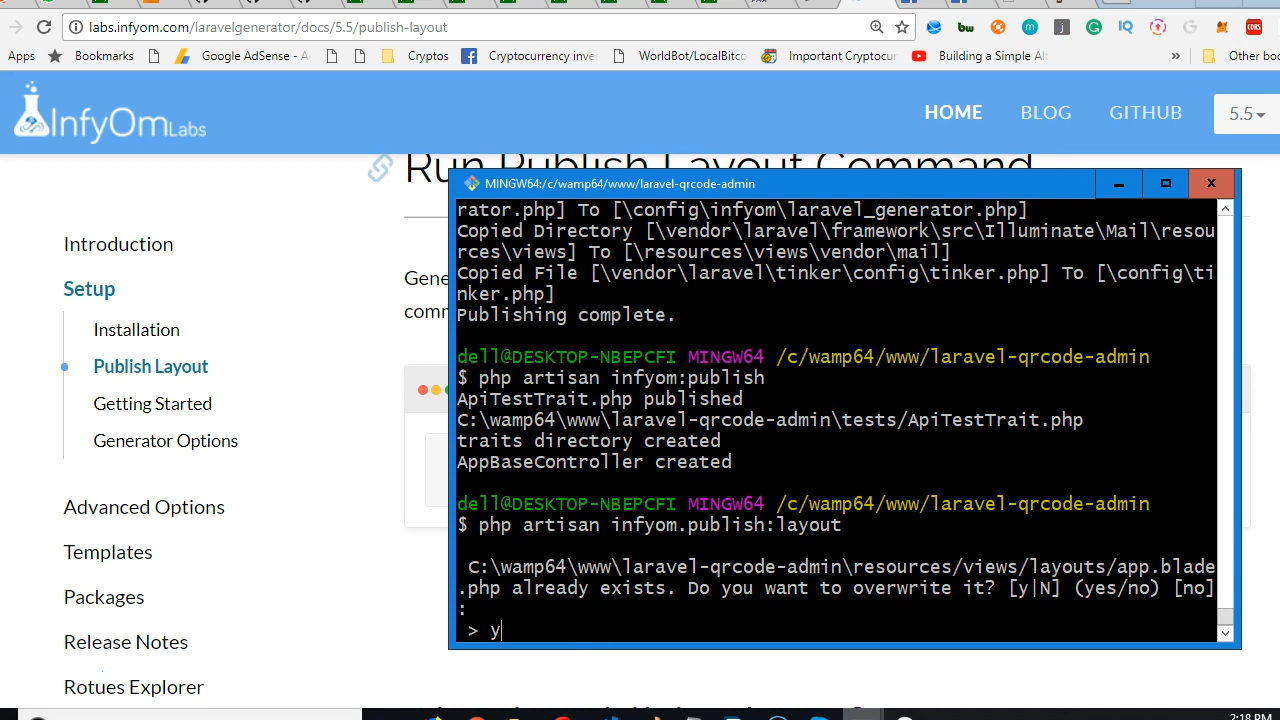 labs.infyom.com/laravelgenerator/docs/5.5/publish-layout
Apps Bookmarks Google AdSense - A Cryptos Cryptocurrency inves WorldBot/LocalBitco Important Cryptocur Building a Simple Alt » Other boo
InfyOmLabs HOME BLOG GITHUB 5.5
Run Publish Layout Command
Introduction
Setup
Installation
Publish Layout
Getting Started
Generator Options
Advanced Options
Templates
Packages
Release Notes
Rotues Explorer
Gene
comm
MINGW64:/c/wamp64/www/laravel-qrcode-admin
rator.php] To [\config\infyom\laravel_generator.php]
Copied Directory [\vendor\laravel\framework\src\Illuminate\Mail\resou
rces\views] To [\resources\views\vendor\mail]
Copied File [\vendor\laravel\tinker\config\tinker.php] To [\config\ti
nker.php]
Publishing complete.
dell@DESKTOP-NBEPCFI MINGW64 /c/wamp64/www/laravel-qrcode-admin
$ php artisan infyom:publish
ApiTestTrait.php published
C:\wamp64\www\laravel-qrcode-admin\tests/ApiTestTrait.php
traits directory created
AppBaseController created
dell@DESKTOP-NBEPCFI MINGW64 /c/wamp64/www/laravel-qrcode-admin
$ php artisan infyom.publish:layout
C:\wamp64\www\laravel-qrcode-admin\resources/views/layouts/app.blade
.php already exists. Do you want to overwrite it? [y|N] (yes/no) [no]
:
> y
2:18 PM